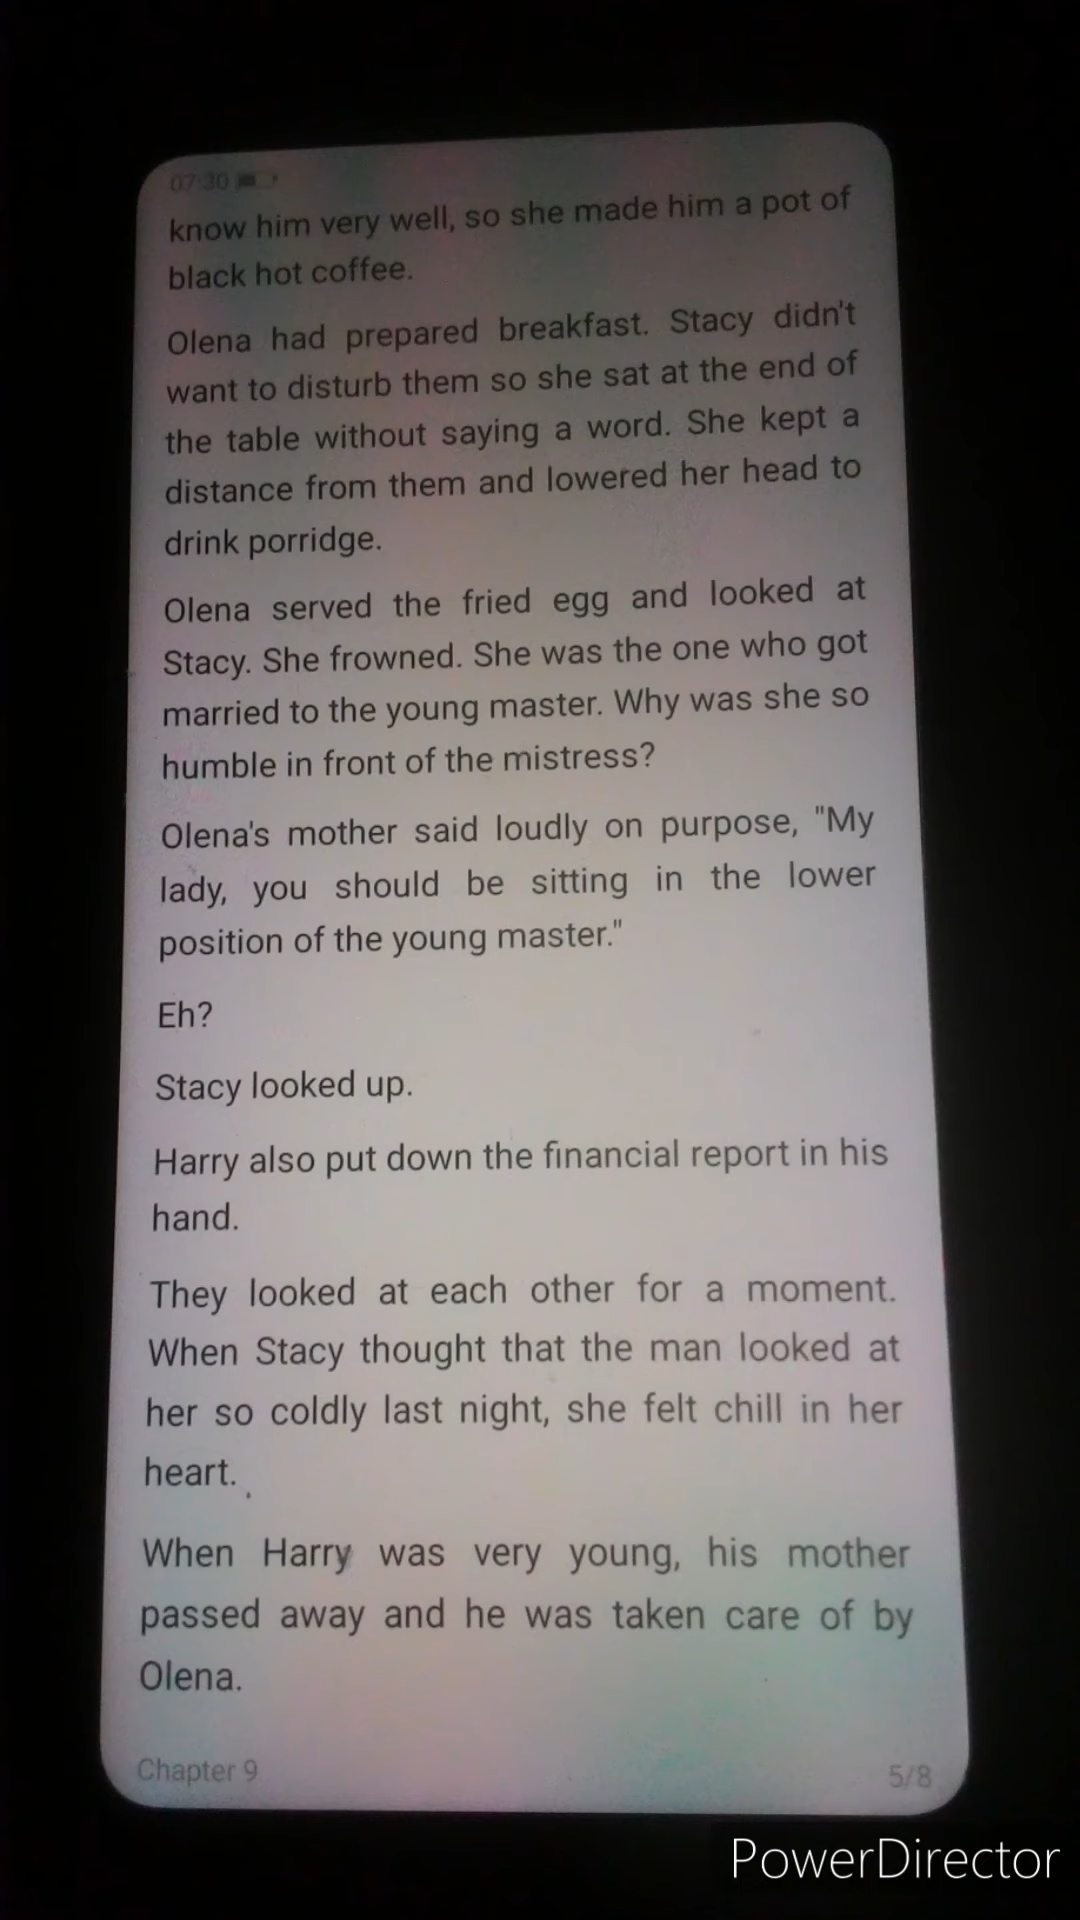 07:30
know him very well, so she made him a pot of
black hot coffee.
Olena had prepared breakfast. Stacy didn't
want to disturb them so she sat at the end of
the table without saying a word. She kept a
distance from them and lowered her head to
drink porridge.
Olena served the fried egg and looked at
Stacy. She frowned. She was the one who got
married to the young master. Why was she so
humble in front of the mistress?
Olena's mother said loudly on purpose, "My
lady, you should be sitting in the lower
position of the young master."
Eh?
Stacy looked up.
Harry also put down the financial report in his
hand.
They looked at each other for a moment.
When Stacy thought that the man looked at
her so coldly last night, she felt chill in her
heart.
When Harry was very young, his mother
passed away and he was taken care of by
Olena.
Chapter 9
5/8
PowerDirector